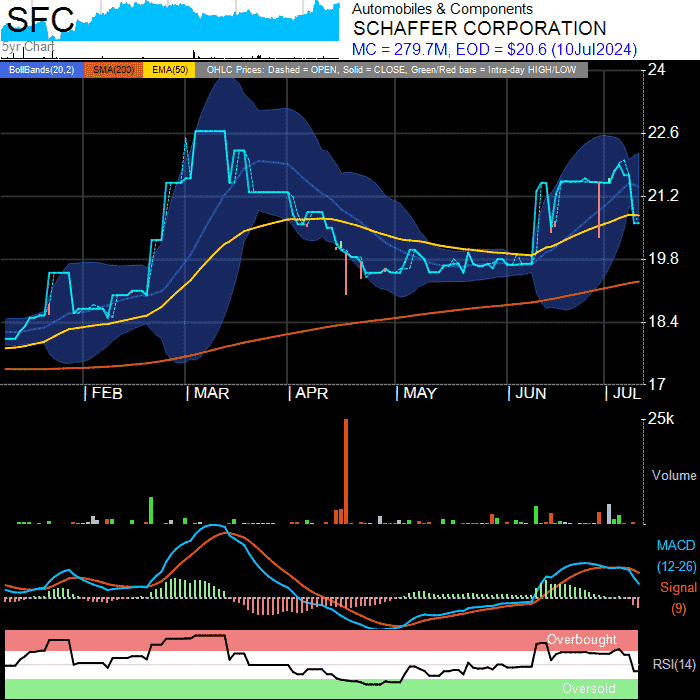 SFC
5yr Chart
Automobiles & Components
SCHAFFER CORPORATION
MC = 279.7M, EOD = $20.6 (10Jul2024)
BollBands(20,2) SMA(200) EMA(50) OHLC Prices: Dashed = OPEN, Solid = CLOSE, Green/Red bars = Intra-day HIGH/LOW
24
22.6
21.2
19.8
18.4
17
| FEB | MAR | APR | MAY | JUN | JUL
25k
Volume
MACD
(12-26)
Signal
(9)
Overbought
RSI(14)
Oversold